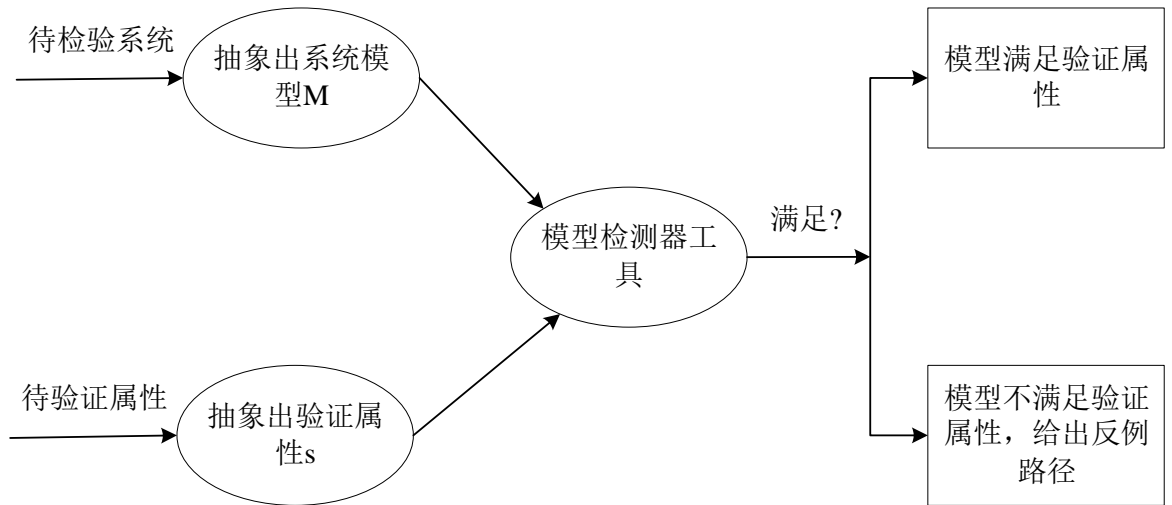 待检验系统
抽象出系统模
型M
模型满足验证属
性
满足?
模型检测器工
具
待验证属性
抽象出验证属
性s
模型不满足验证
属性，给出反例
路径